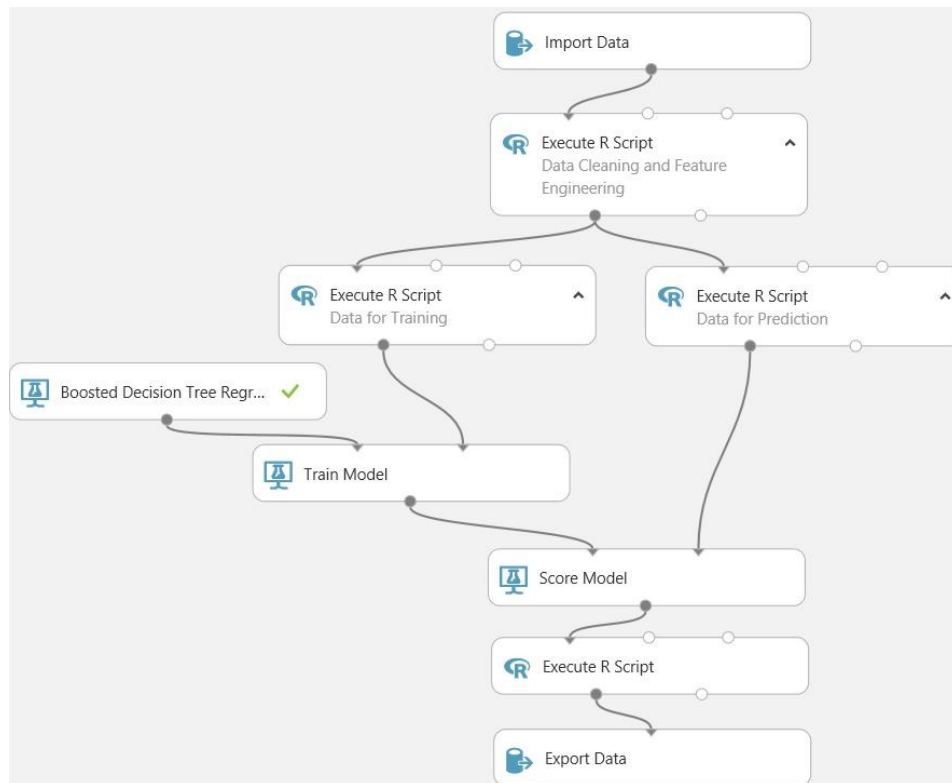 Import Data
Execute R Script
Data Cleaning and Feature
Engineering
Execute R Script
Data for Training
Execute R Script
Data for Prediction
Boosted Decision Tree Regr...
Train Model
Score Model
Execute R Script
Export Data